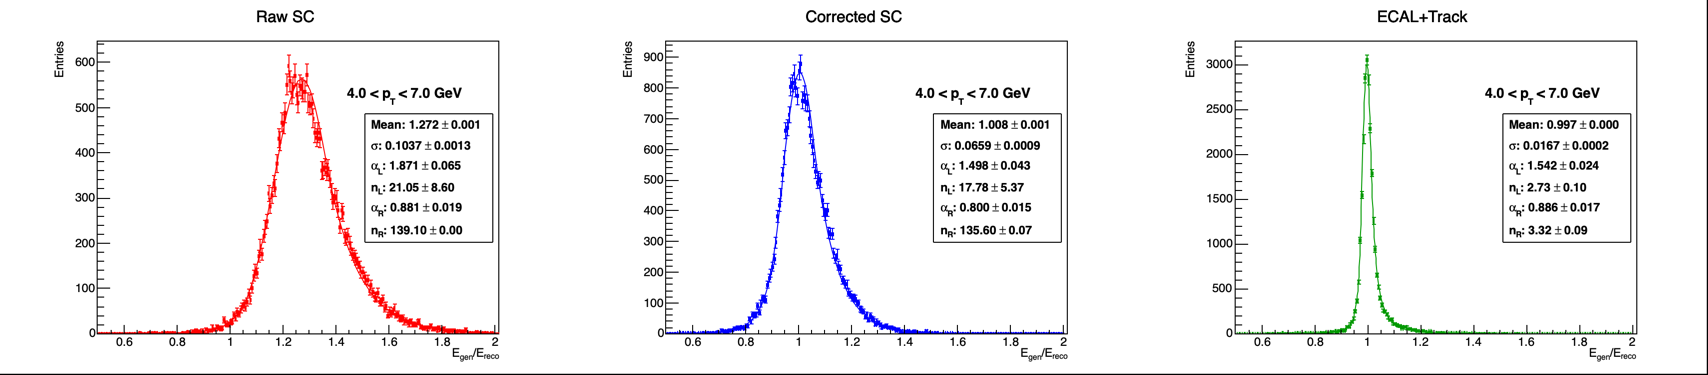 Raw SC
Entries
600
500
400
300
200
100
0
4.0 < p_T < 7.0 GeV
Mean: 1.272 ± 0.001
σ: 0.1037 ± 0.0013
α_L: 1.871 ± 0.065
n_L: 21.05 ± 8.60
α_R: 0.881 ± 0.019
n_R: 139.10 ± 0.00
0.6 0.8 1 1.2 1.4 1.6 1.8 2
E_gen/E_reco
Corrected SC
Entries
900
800
700
600
500
400
300
200
100
0
4.0 < p_T < 7.0 GeV
Mean: 1.008 ± 0.001
σ: 0.0659 ± 0.0009
α_L: 1.498 ± 0.043
n_L: 17.78 ± 5.37
α_R: 0.800 ± 0.015
n_R: 135.60 ± 0.07
0.6 0.8 1 1.2 1.4 1.6 1.8 2
E_gen/E_reco
ECAL+Track
Entries
3000
2500
2000
1500
1000
500
0
4.0 < p_T < 7.0 GeV
Mean: 0.997 ± 0.000
σ: 0.0167 ± 0.0002
α_L: 1.542 ± 0.024
n_L: 2.73 ± 0.10
α_R: 0.886 ± 0.017
n_R: 3.32 ± 0.09
0.6 0.8 1 1.2 1.4 1.6 1.8 2
E_gen/E_reco